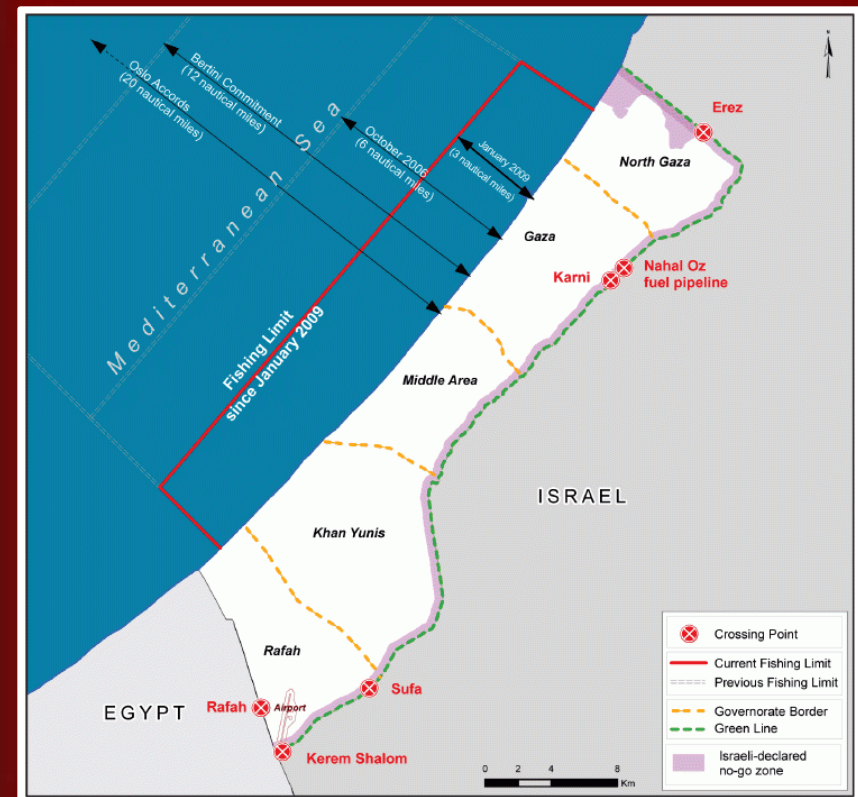 N
Oslo Accords
(20 nautical miles)
Bertini Commitment
(12 nautical miles)
October 2006
(6 nautical miles)
January 2009
(3 nautical miles)
Mediterranean Sea
Fishing Limit
since January 2009
Erez
North Gaza
Gaza
Karni
Nahal Oz
fuel pipeline
Middle Area
ISRAEL
Khan Yunis
Rafah
Sufa
Rafah
Airport
EGYPT
Kerem Shalom
Crossing Point
Current Fishing Limit
Previous Fishing Limit
Governorate Border
Green Line
Israeli-declared
no-go zone
0 2 4 8
Km